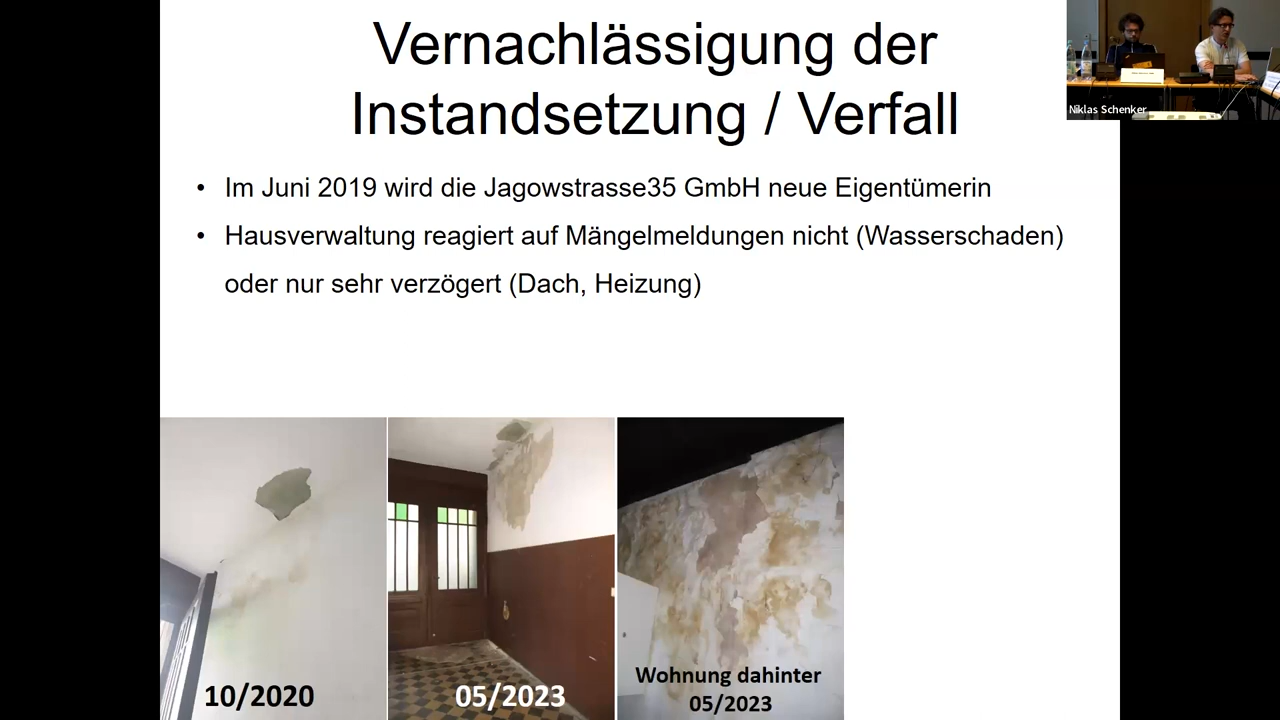 Vernachlässigung der
Instandsetzung / Verfall
• Im Juni 2019 wird die Jagowstrasse35 GmbH neue Eigentümerin
• Hausverwaltung reagiert auf Mängelmeldungen nicht (Wasserschaden)
oder nur sehr verzögert (Dach, Heizung)
10/2020
05/2023
Wohnung dahinter
05/2023
Niklas Schenker